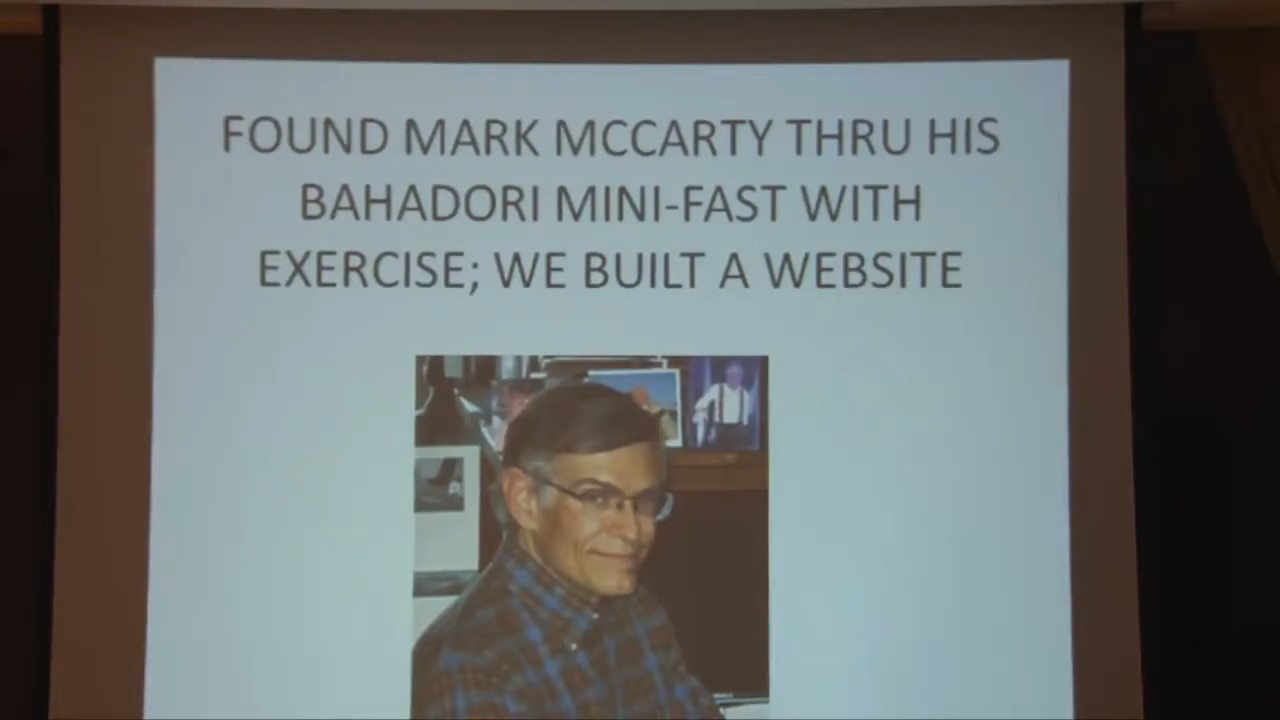 FOUND MARK MCCARTY THRU HIS
BAHADORI MINI-FAST WITH
EXERCISE; WE BUILT A WEBSITE